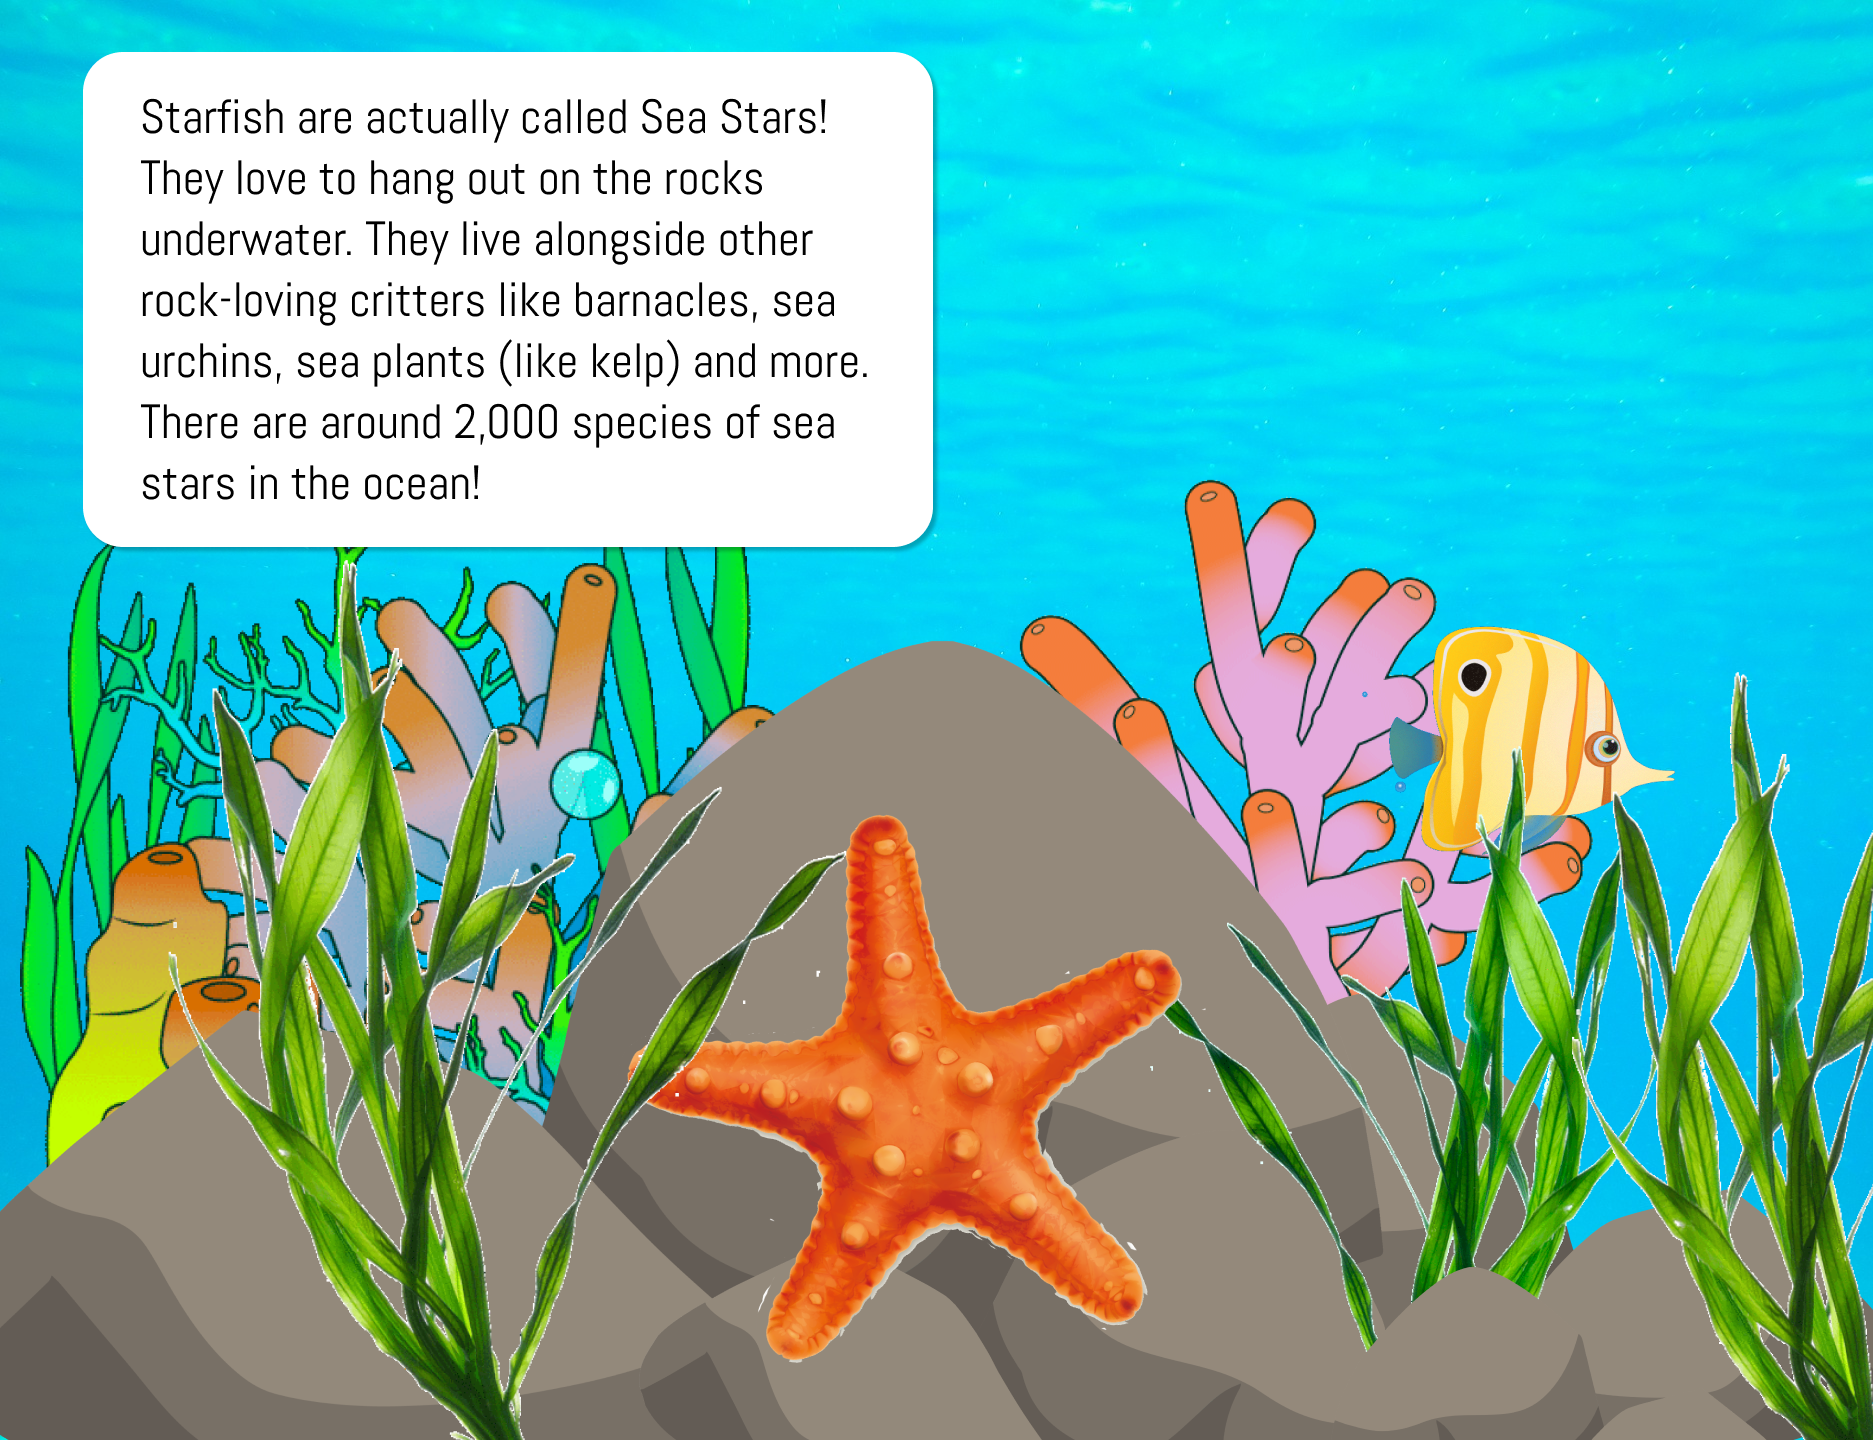 Starfish are actually called Sea Stars!
They love to hang out on the rocks
underwater. They live alongside other
rock-loving critters like barnacles, sea
urchins, sea plants (like kelp) and more.
There are around 2,000 species of sea
stars in the ocean!